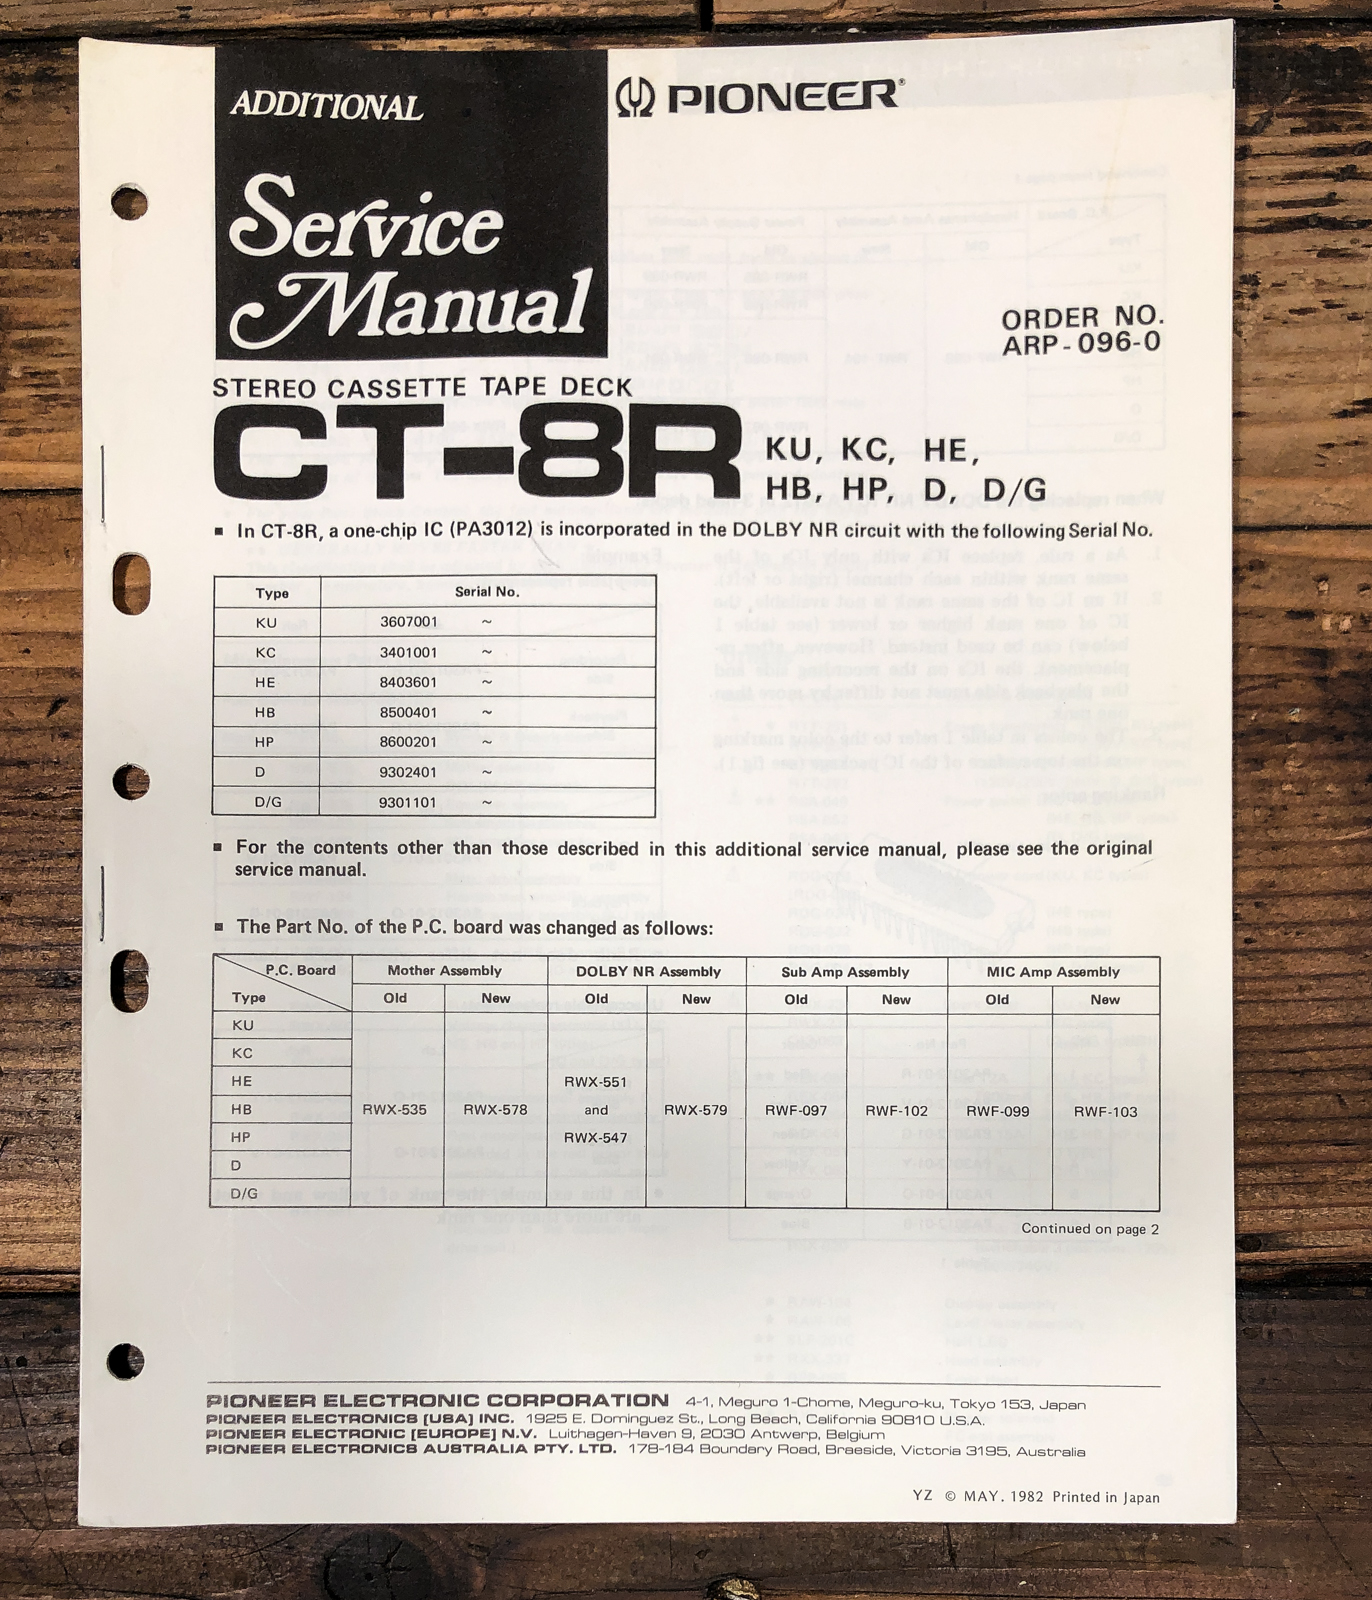 ADDITIONAL
Service
Manual
PIONEER®
ORDER NO.
ARP-096-0
STEREO CASSETTE TAPE DECK
CT-8R KU, KC, HE,
HB, HP, D, D/G
■ In CT-8R, a one-chip IC (PA3012) is incorporated in the DOLBY NR circuit with the following Serial No.
Type Serial No.
KU 3607001 ~
KC 3401001 ~
HE 8403601 ~
HB 8500401 ~
HP 8600201 ~
D 9302401 ~
D/G 9301101 ~
■ For the contents other than those described in this additional service manual, please see the original
service manual.
■ The Part No. of the P.C. board was changed as follows:
P.C. Board Mother Assembly DOLBY NR Assembly Sub Amp Assembly MIC Amp Assembly
Type Old New Old New Old New Old New
KU
KC
HE RWX-551
HB RWX-535 RWX-578 and RWX-579 RWF-097 RWF-102 RWF-099 RWF-103
HP RWX-547
D
D/G
Continued on page 2
PIONEER ELECTRONIC CORPORATION 4-1, Meguro 1-Chome, Meguro-ku, Tokyo 153, Japan
PIONEER ELECTRONICS [USA] INC. 1925 E. Dominguez St., Long Beach, California 90810 U.S.A.
PIONEER ELECTRONIC [EUROPE] N.V. Luithagen-Haven 9, 2030 Antwerp, Belgium
PIONEER ELECTRONICS AUSTRALIA PTY. LTD. 178-184 Boundary Road, Braeside, Victoria 3195, Australia
YZ © MAY. 1982 Printed in Japan